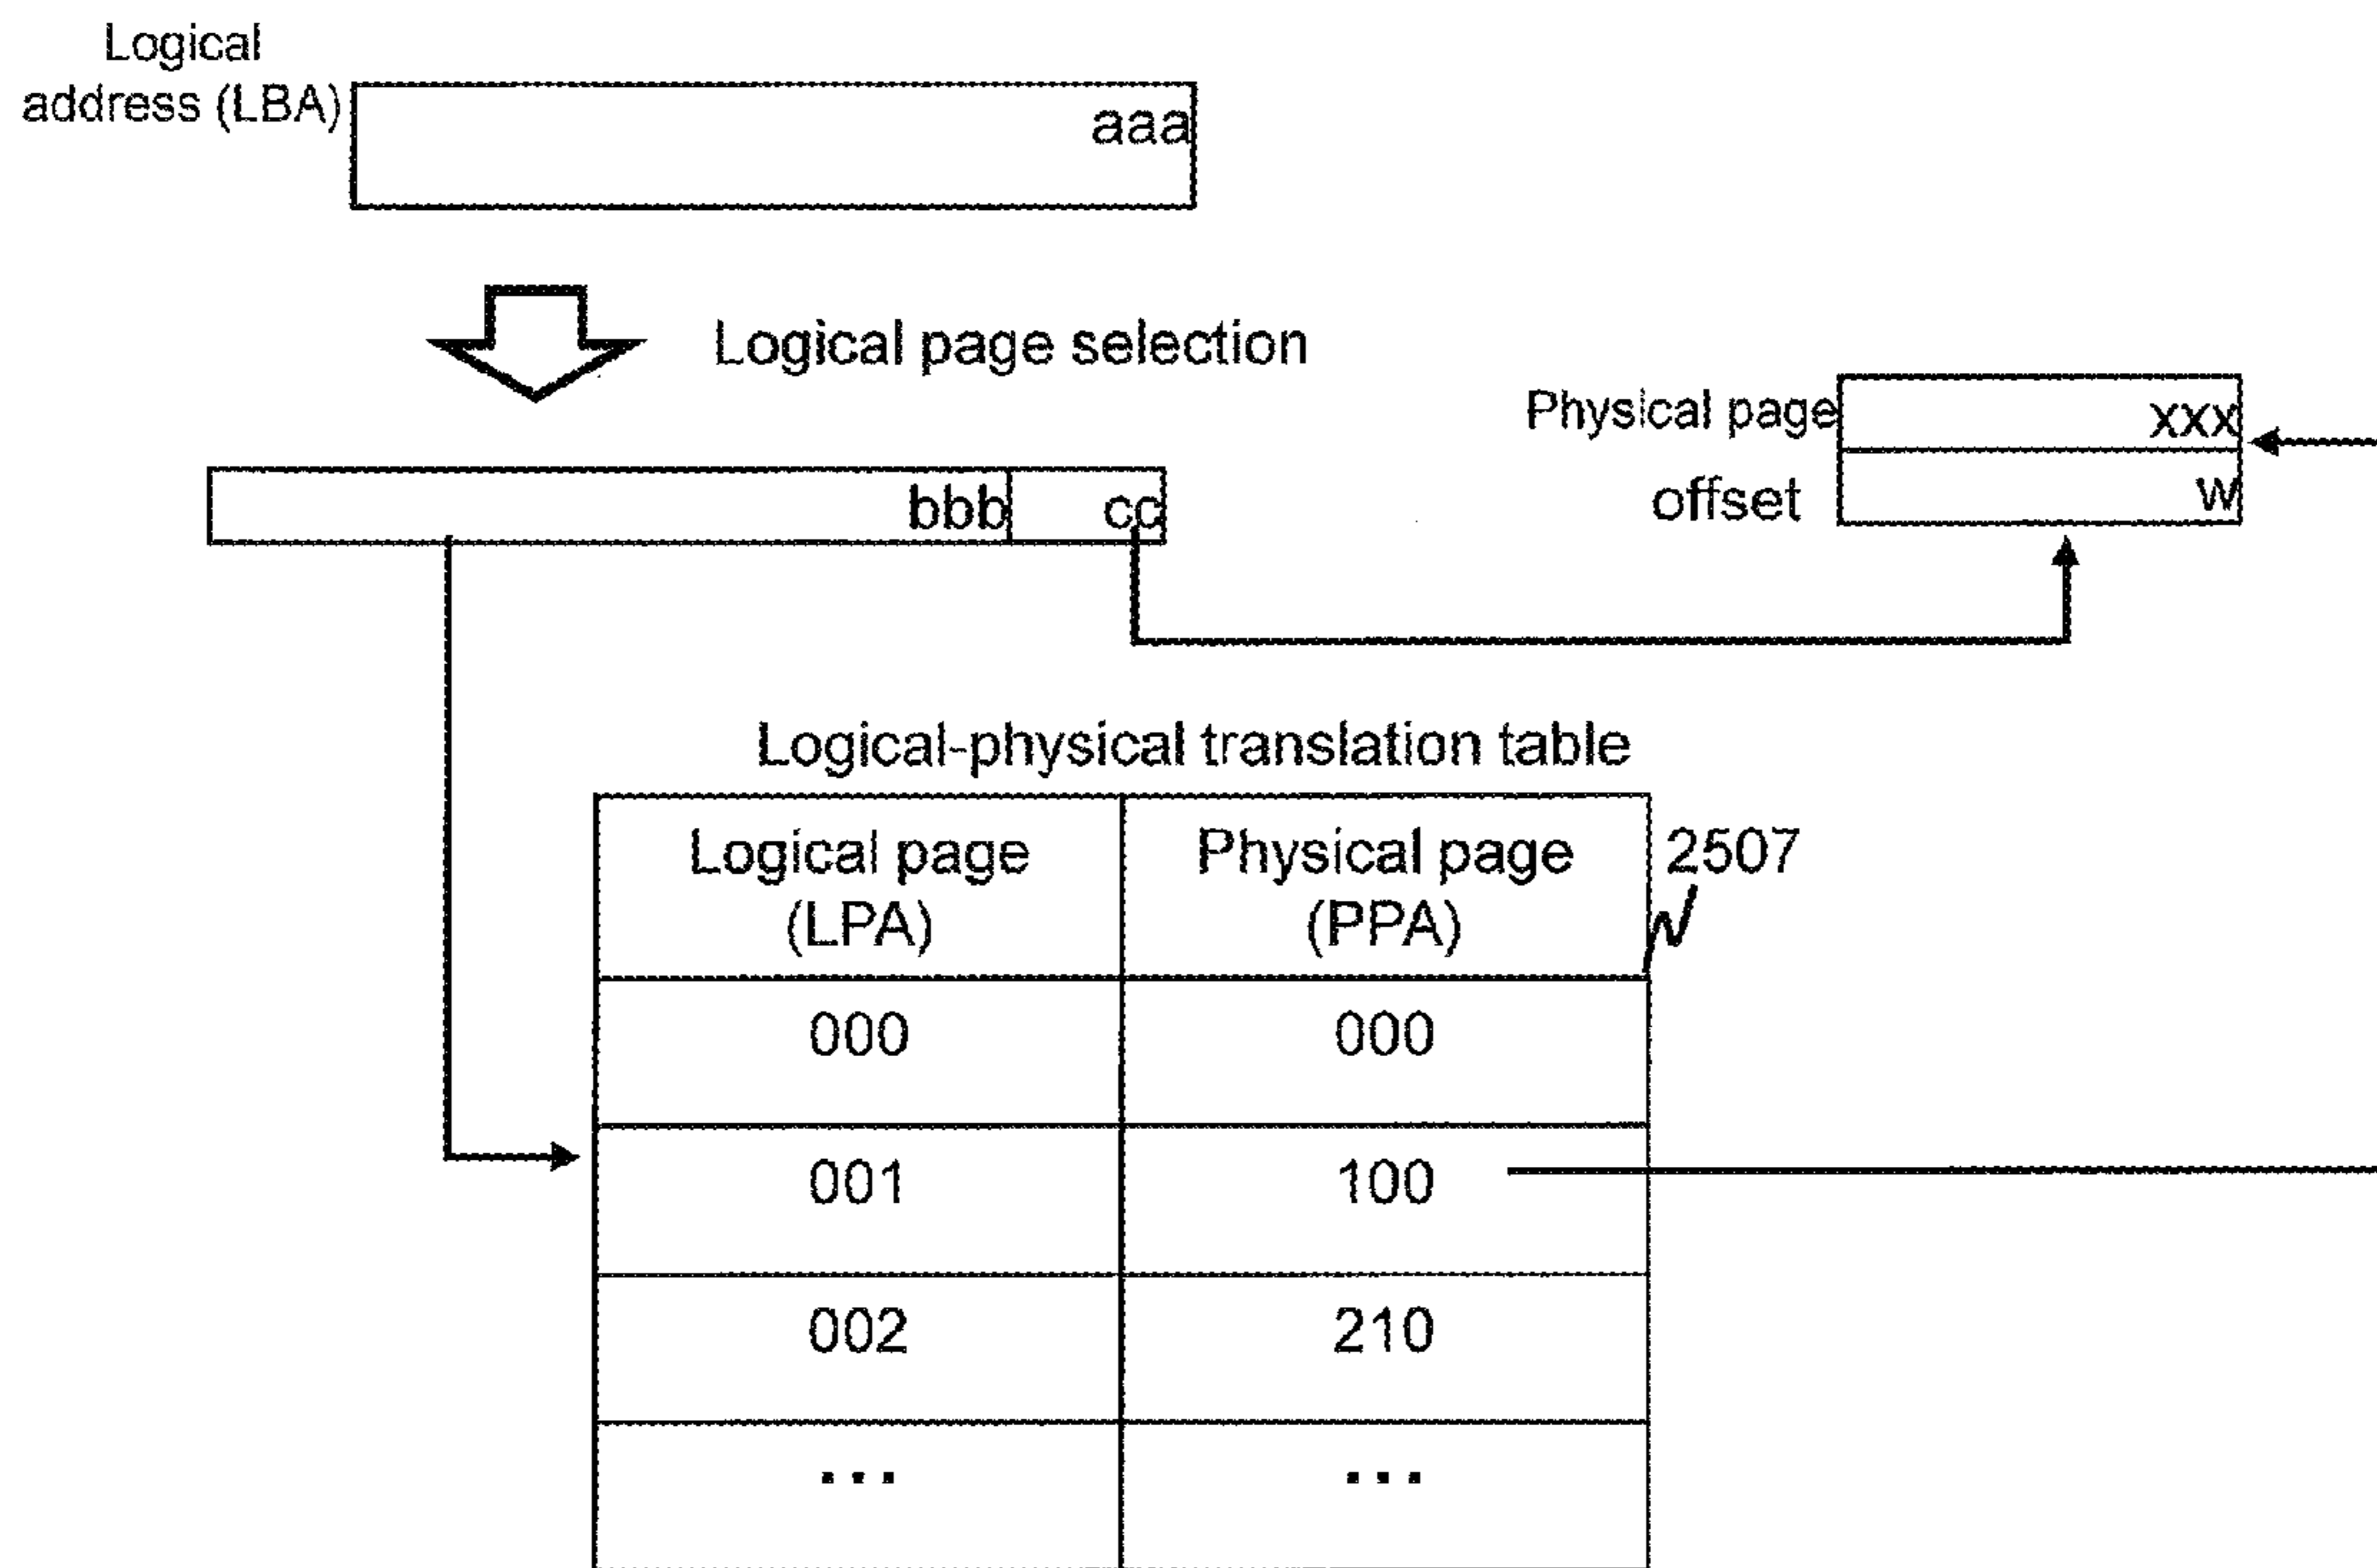 Logical
address (LBA)
aaa
Logical page selection
Physical page
xxx
bbb
cc
offset
w
Logical-physical translation table
Logical page
(LPA)
Physical page
(PPA)
2507
000
000
001
100
002
210
...
...